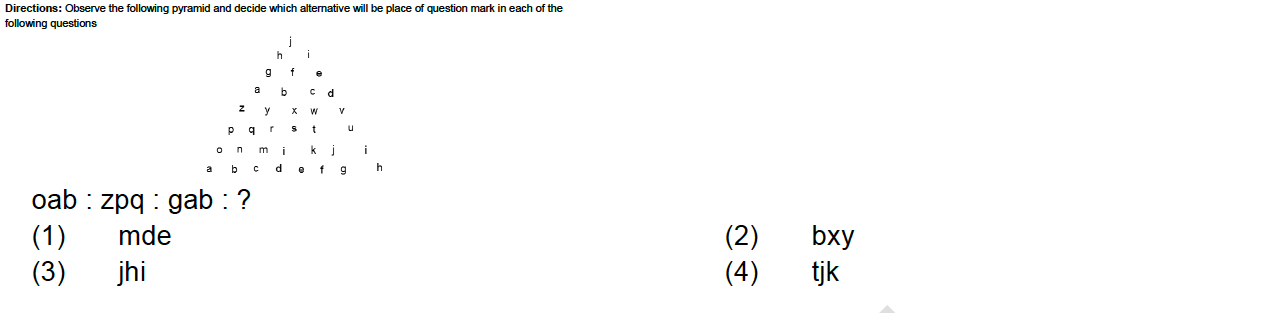 Directions: Observe the following pyramid and decide which alternative will be place of question mark in each of the
following questions
j
h i
g f e
a b c d
z y x w v
p q r s t u
o n m i k j i
a b c d e f g h
oab : zpq : gab : ?
(1) mde (2) bxy
(3) jhi (4) tjk